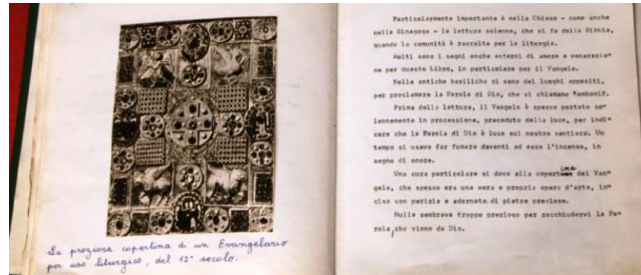 La preziosa copertina di un Evangelario
per uso liturgico, del 12° secolo.
Particolarmente importante è nella Chiesa - come anche
nella Sinagoga - la lettura solenne, che si fa della Bibbia,
quando la comunità è raccolta per la liturgia.
Molti sono i segni anche esterni di amore e venerazio-
ne per questo libro, in particolare per il Vangelo.
Nelle antiche basiliche ci sono dei luoghi appositi,
per proclamare la Parola di Dio, che si chiamano "amboni".
Prima della lettura, il Vangelo è spesso portato so-
lennemente in processione, preceduto dalla luce, per indi-
care che la Parola di Dio è luce sul nostro sentiero. Un
tempo si usava far fumare davanti ad esso l'incenso, in
segno di onore.
Una cura particolare si dava alla copertina del Van-
gelo, che spesso era una vera e propria opera d'arte, in-
cisa con perizia e adornata di pietre preziose.
Nulla sembrava troppo prezioso per racchiudervi la Pa-
rola, che viene da Dio.